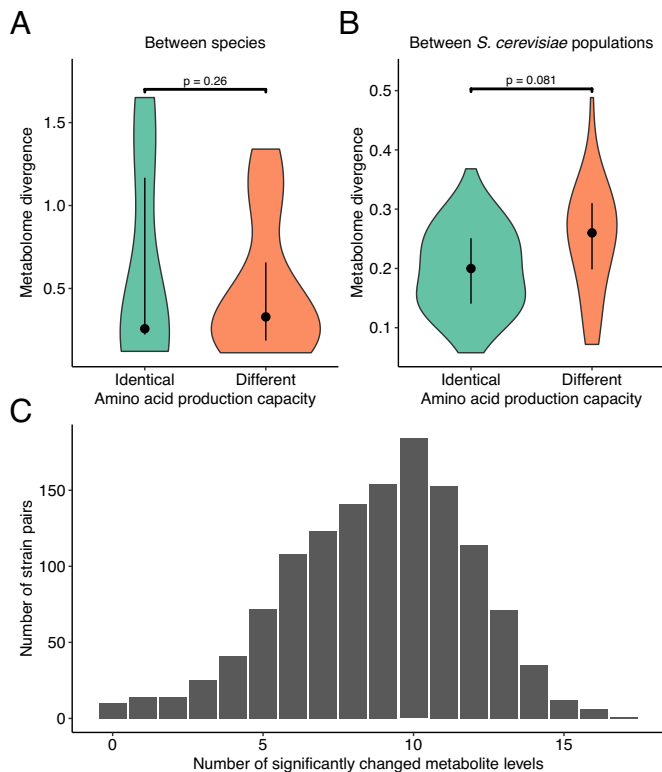 A
Between species
p = 0.26
Metabolome divergence
1.5
1.0
0.5
Identical
Different
Amino acid production capacity
B
Between S. cerevisiae populations
p = 0.081
Metabolome divergence
0.5
0.4
0.3
0.2
0.1
Identical
Different
Amino acid production capacity
C
Number of strain pairs
150
100
50
0
0
5
10
15
Number of significantly changed metabolite levels